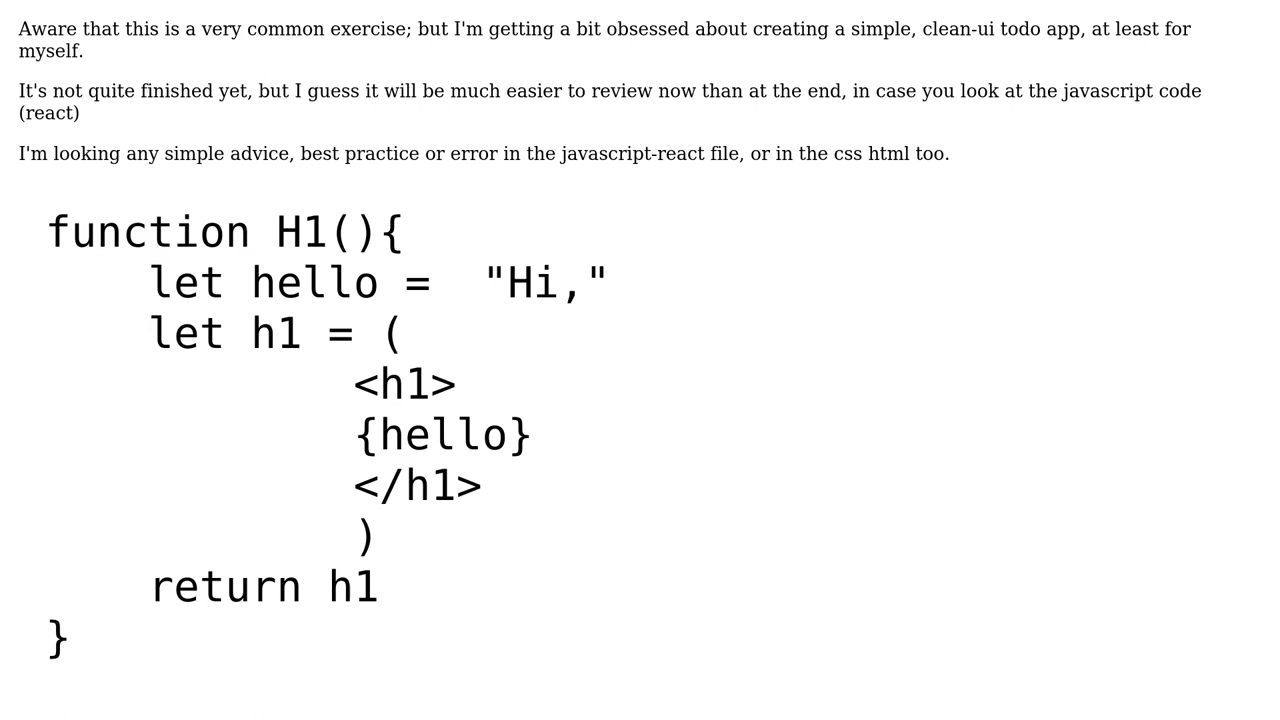 Aware that this is a very common exercise; but I'm getting a bit obsessed about creating a simple, clean-ui todo app, at least for
myself.
It's not quite finished yet, but I guess it will be much easier to review now than at the end, in case you look at the javascript code
(react)
I'm looking any simple advice, best practice or error in the javascript-react file, or in the css html too.
function H1(){
    let hello =  "Hi,"
    let h1 = (
            <h1>
            {hello}
            </h1>
            )
    return h1
}